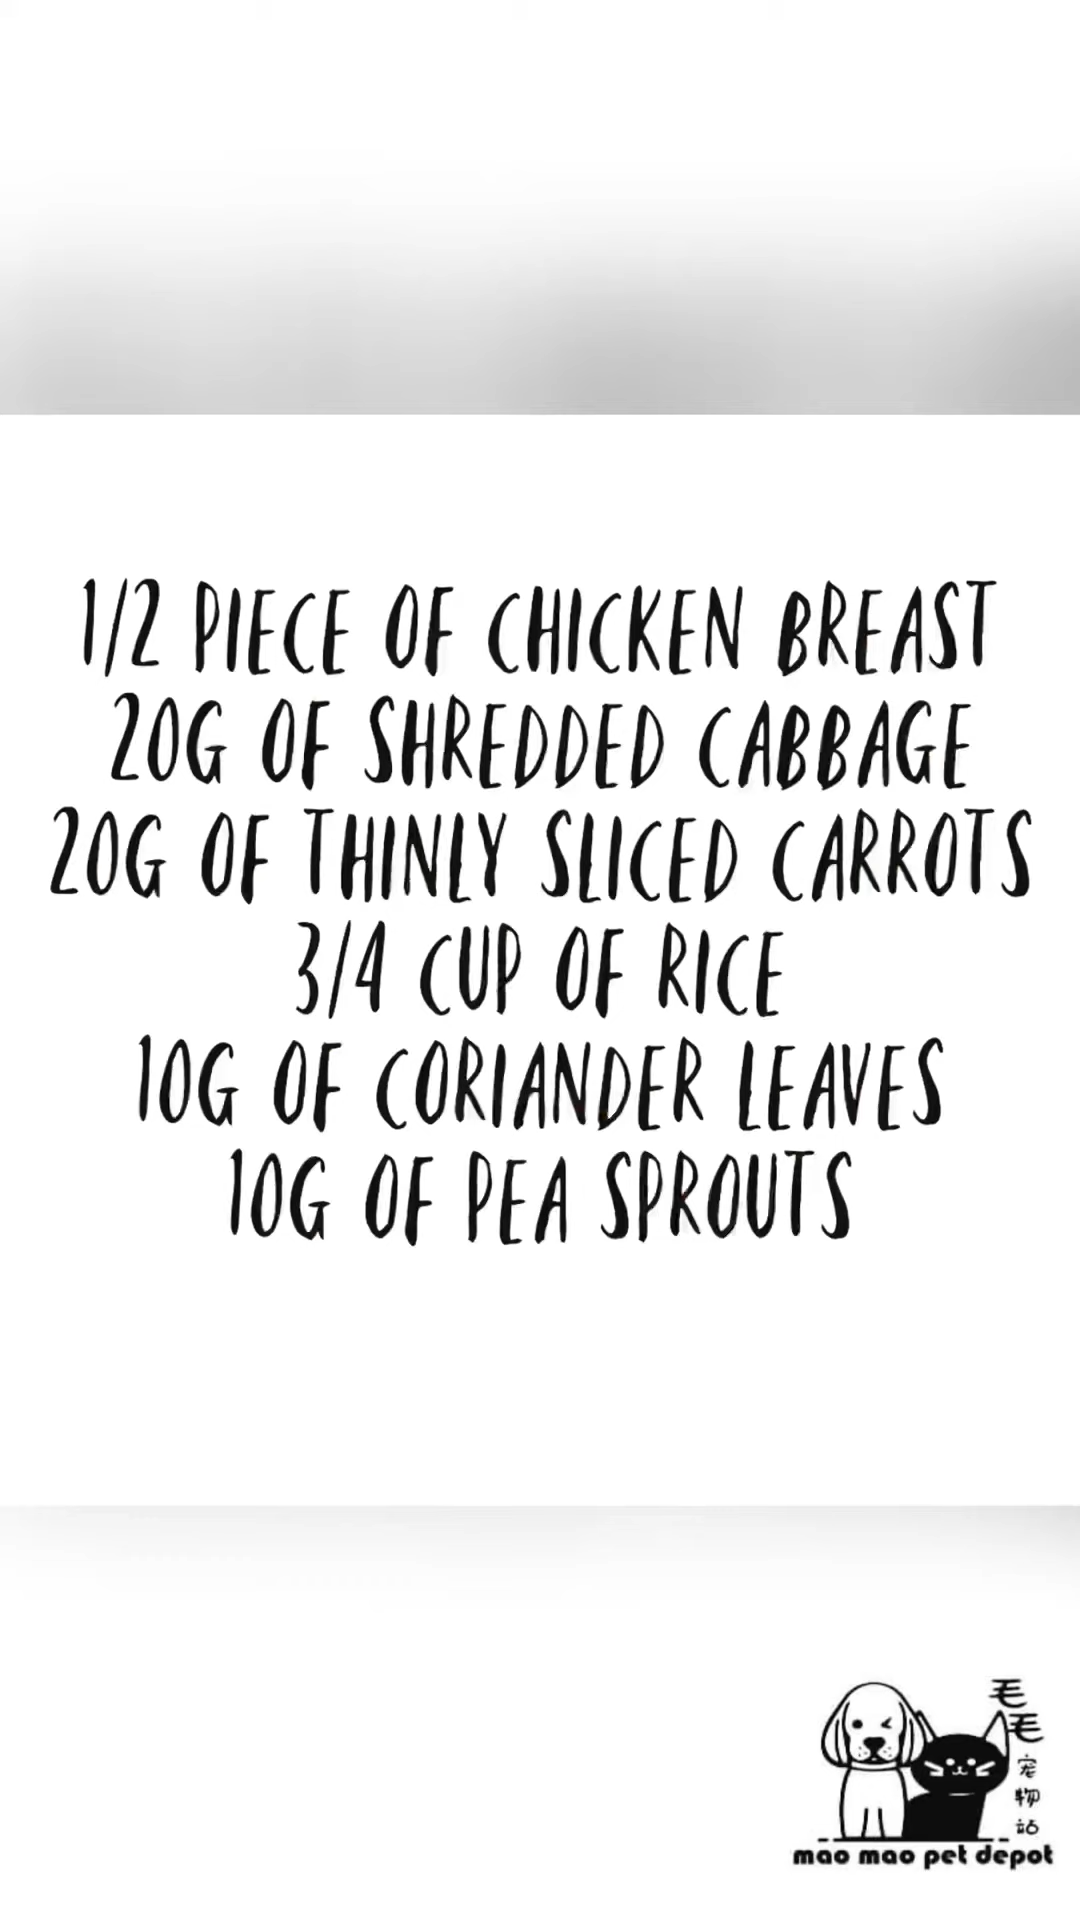 1/2 PIECE OF CHICKEN BREAST
20G OF SHREDDED CABBAGE
20G OF THINLY SLICED CARROTS
3/4 CUP OF RICE
10G OF CORIANDER LEAVES
10G OF PEA SPROUTS
毛毛宠物站
mao mao pet depot